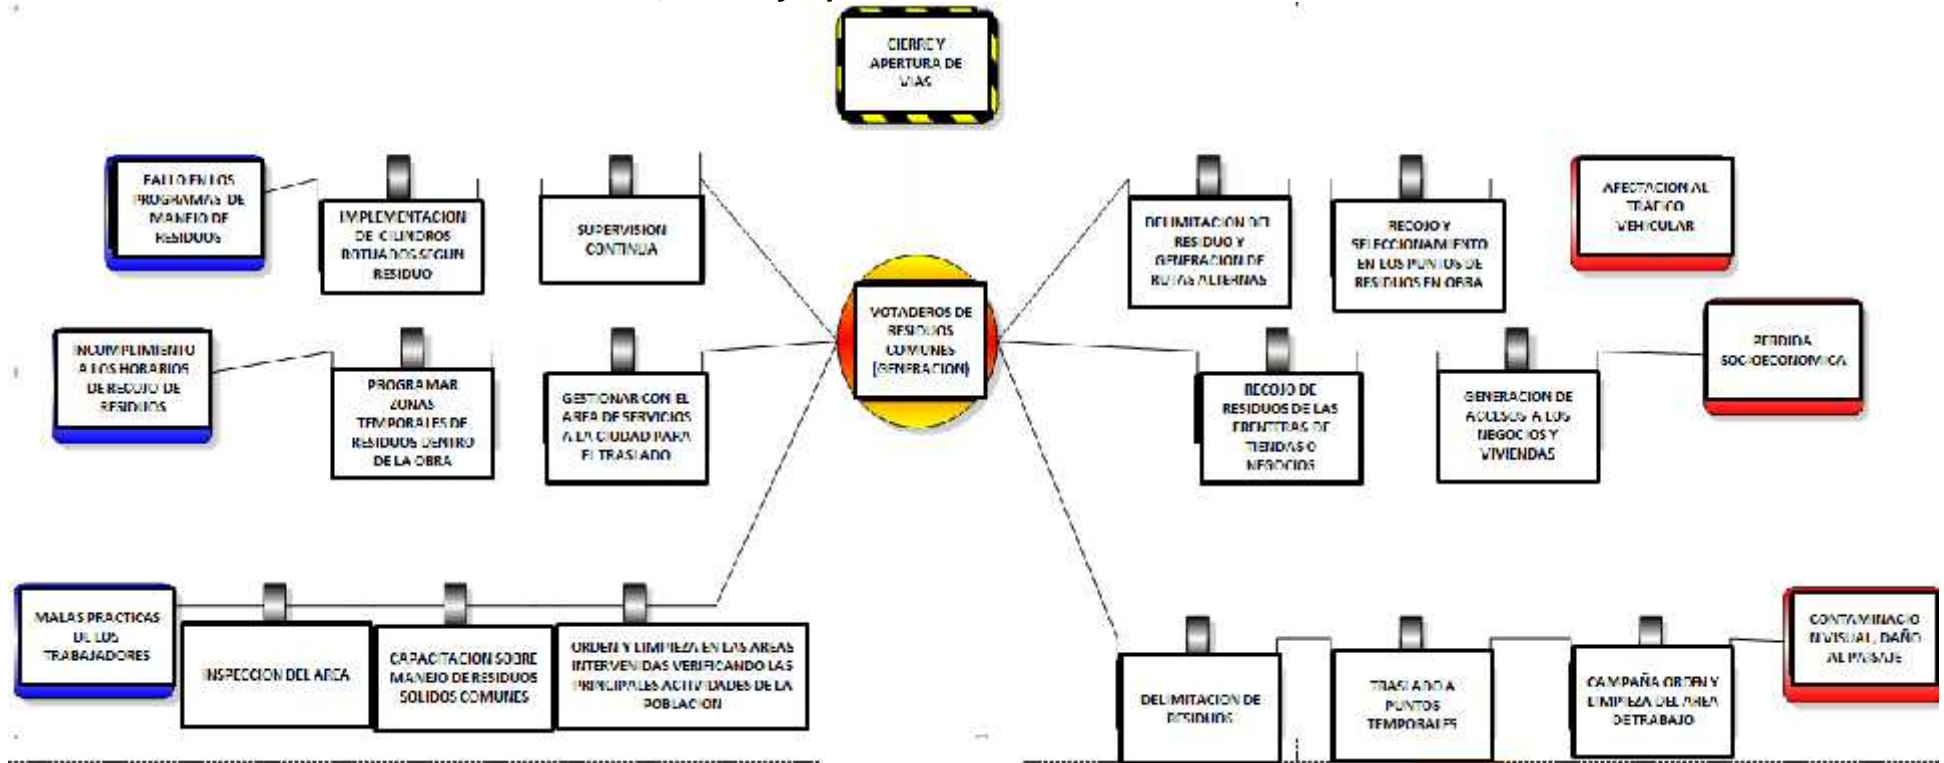 CIERRE Y
APERTURA DE
VIAS
FALLO EN LOS
PROGRAMAS DE
MANEJO DE
RESIDUOS
IMPLEMENTACION
DE CILINDROS
ROTUADOS SEGÚN
RESIDUO
SUPERVISION
CONTINUA
DELIMITACION DEL
RESIDUO Y
GENERACION DE
RUTAS ALTERNAS
RECOJO Y
SELECCIONAMIENTO
EN LOS PUNTOS DE
RESIDUOS EN OBRA
AFECTACION AL
TRAFICO
VEHICULAR
INCUMPLIMIENTO
A LOS HORARIOS
DE RECOJO DE
RESIDUOS
PROGRAMAR
ZONAS
TEMPORALES DE
RESIDUOS DENTRO
DE LA OBRA
GESTIONAR CON EL
AREA DE SERVICIOS
A LA CIUDAD PARA
EL TRASLADO
VOTADEROS DE
RESIDUOS
COMUNES
(GENERACION)
RECOJO DE
RESIDUOS DE LAS
FRENTERAS DE
TIENDAS O
NEGOCIOS
GENERACION DE
ACCESOS A LOS
NEGOCIOS Y
VIVIENDAS
PERDIDA
SOCIOECONOMICA
MALAS PRACTICAS
DE LOS
TRABAJADORES
INSPECCION DEL AREA
CAPACITACION SOBRE
MANEJO DE RESIDUOS
SOLIDOS COMUNES
ORDEN Y LIMPIEZA EN LAS AREAS
INTERVENIDAS VERIFICANDO LAS
PRINCIPALES ACTIVIDADES DE LA
POBLACION
DELIMITACION DE
RESIDUOS
TRASLADO A
PUNTOS
TEMPORALES
CAMPAÑA ORDEN Y
LIMPIEZA DEL AREA
DETRABAJO
CONTAMINACIO
N VISUAL, DAÑO
AL PAISAJE